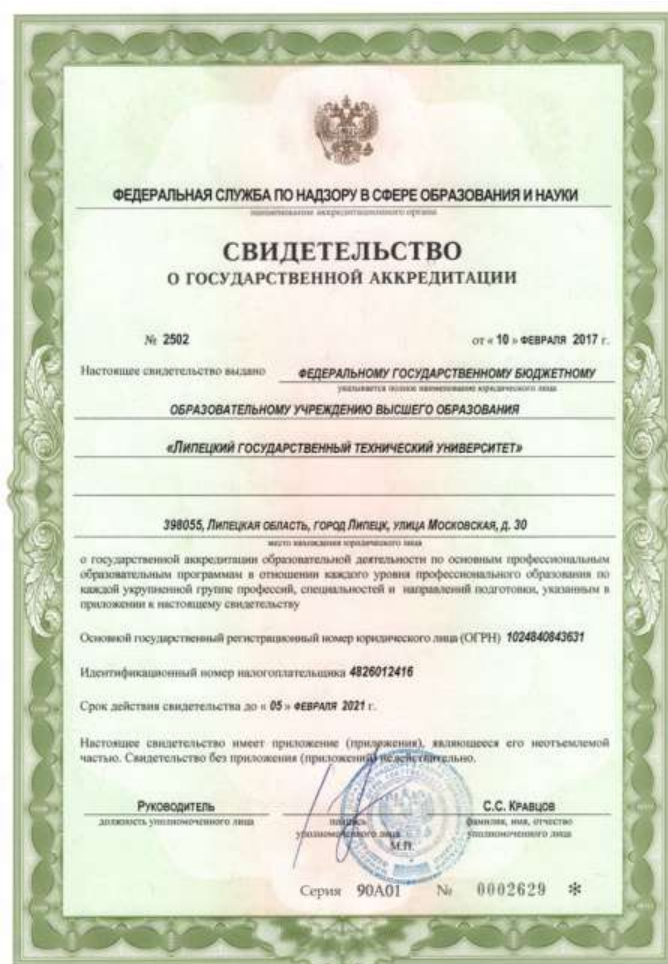 ФЕДЕРАЛЬНАЯ СЛУЖБА ПО НАДЗОРУ В СФЕРЕ ОБРАЗОВАНИЯ И НАУКИ
наименование аккредитационного органа
СВИДЕТЕЛЬСТВО
О ГОСУДАРСТВЕННОЙ АККРЕДИТАЦИИ
№ 2502 от « 10 » ФЕВРАЛЯ 2017 г.
Настоящее свидетельство выдано ФЕДЕРАЛЬНОМУ ГОСУДАРСТВЕННОМУ БЮДЖЕТНОМУ
указывается полное наименование юридического лица
ОБРАЗОВАТЕЛЬНОМУ УЧРЕЖДЕНИЮ ВЫСШЕГО ОБРАЗОВАНИЯ
«ЛИПЕЦКИЙ ГОСУДАРСТВЕННЫЙ ТЕХНИЧЕСКИЙ УНИВЕРСИТЕТ»
398055, ЛИПЕЦКАЯ ОБЛАСТЬ, ГОРОД ЛИПЕЦК, УЛИЦА МОСКОВСКАЯ, Д. 30
место нахождения юридического лица
о государственной аккредитации образовательной деятельности по основным профессиональным
образовательным программам в отношении каждого уровня профессионального образования по
каждой укрупненной группе профессий, специальностей и направлений подготовки, указанным в
приложении к настоящему свидетельству
Основной государственный регистрационный номер юридического лица (ОГРН) 1024840843631
Идентификационный номер налогоплательщика 4826012416
Срок действия свидетельства до « 05 » ФЕВРАЛЯ 2021 г.
Настоящее свидетельство имеет приложение (приложения), являющееся его неотъемлемой
частью. Свидетельство без приложения (приложений) недействительно.
РУКОВОДИТЕЛЬ С.С. КРАВЦОВ
должность уполномоченного лица подпись фамилия, имя, отчество
уполномоченного лица уполномоченного лица
М.П.
Серия 90А01 № 0002629 *